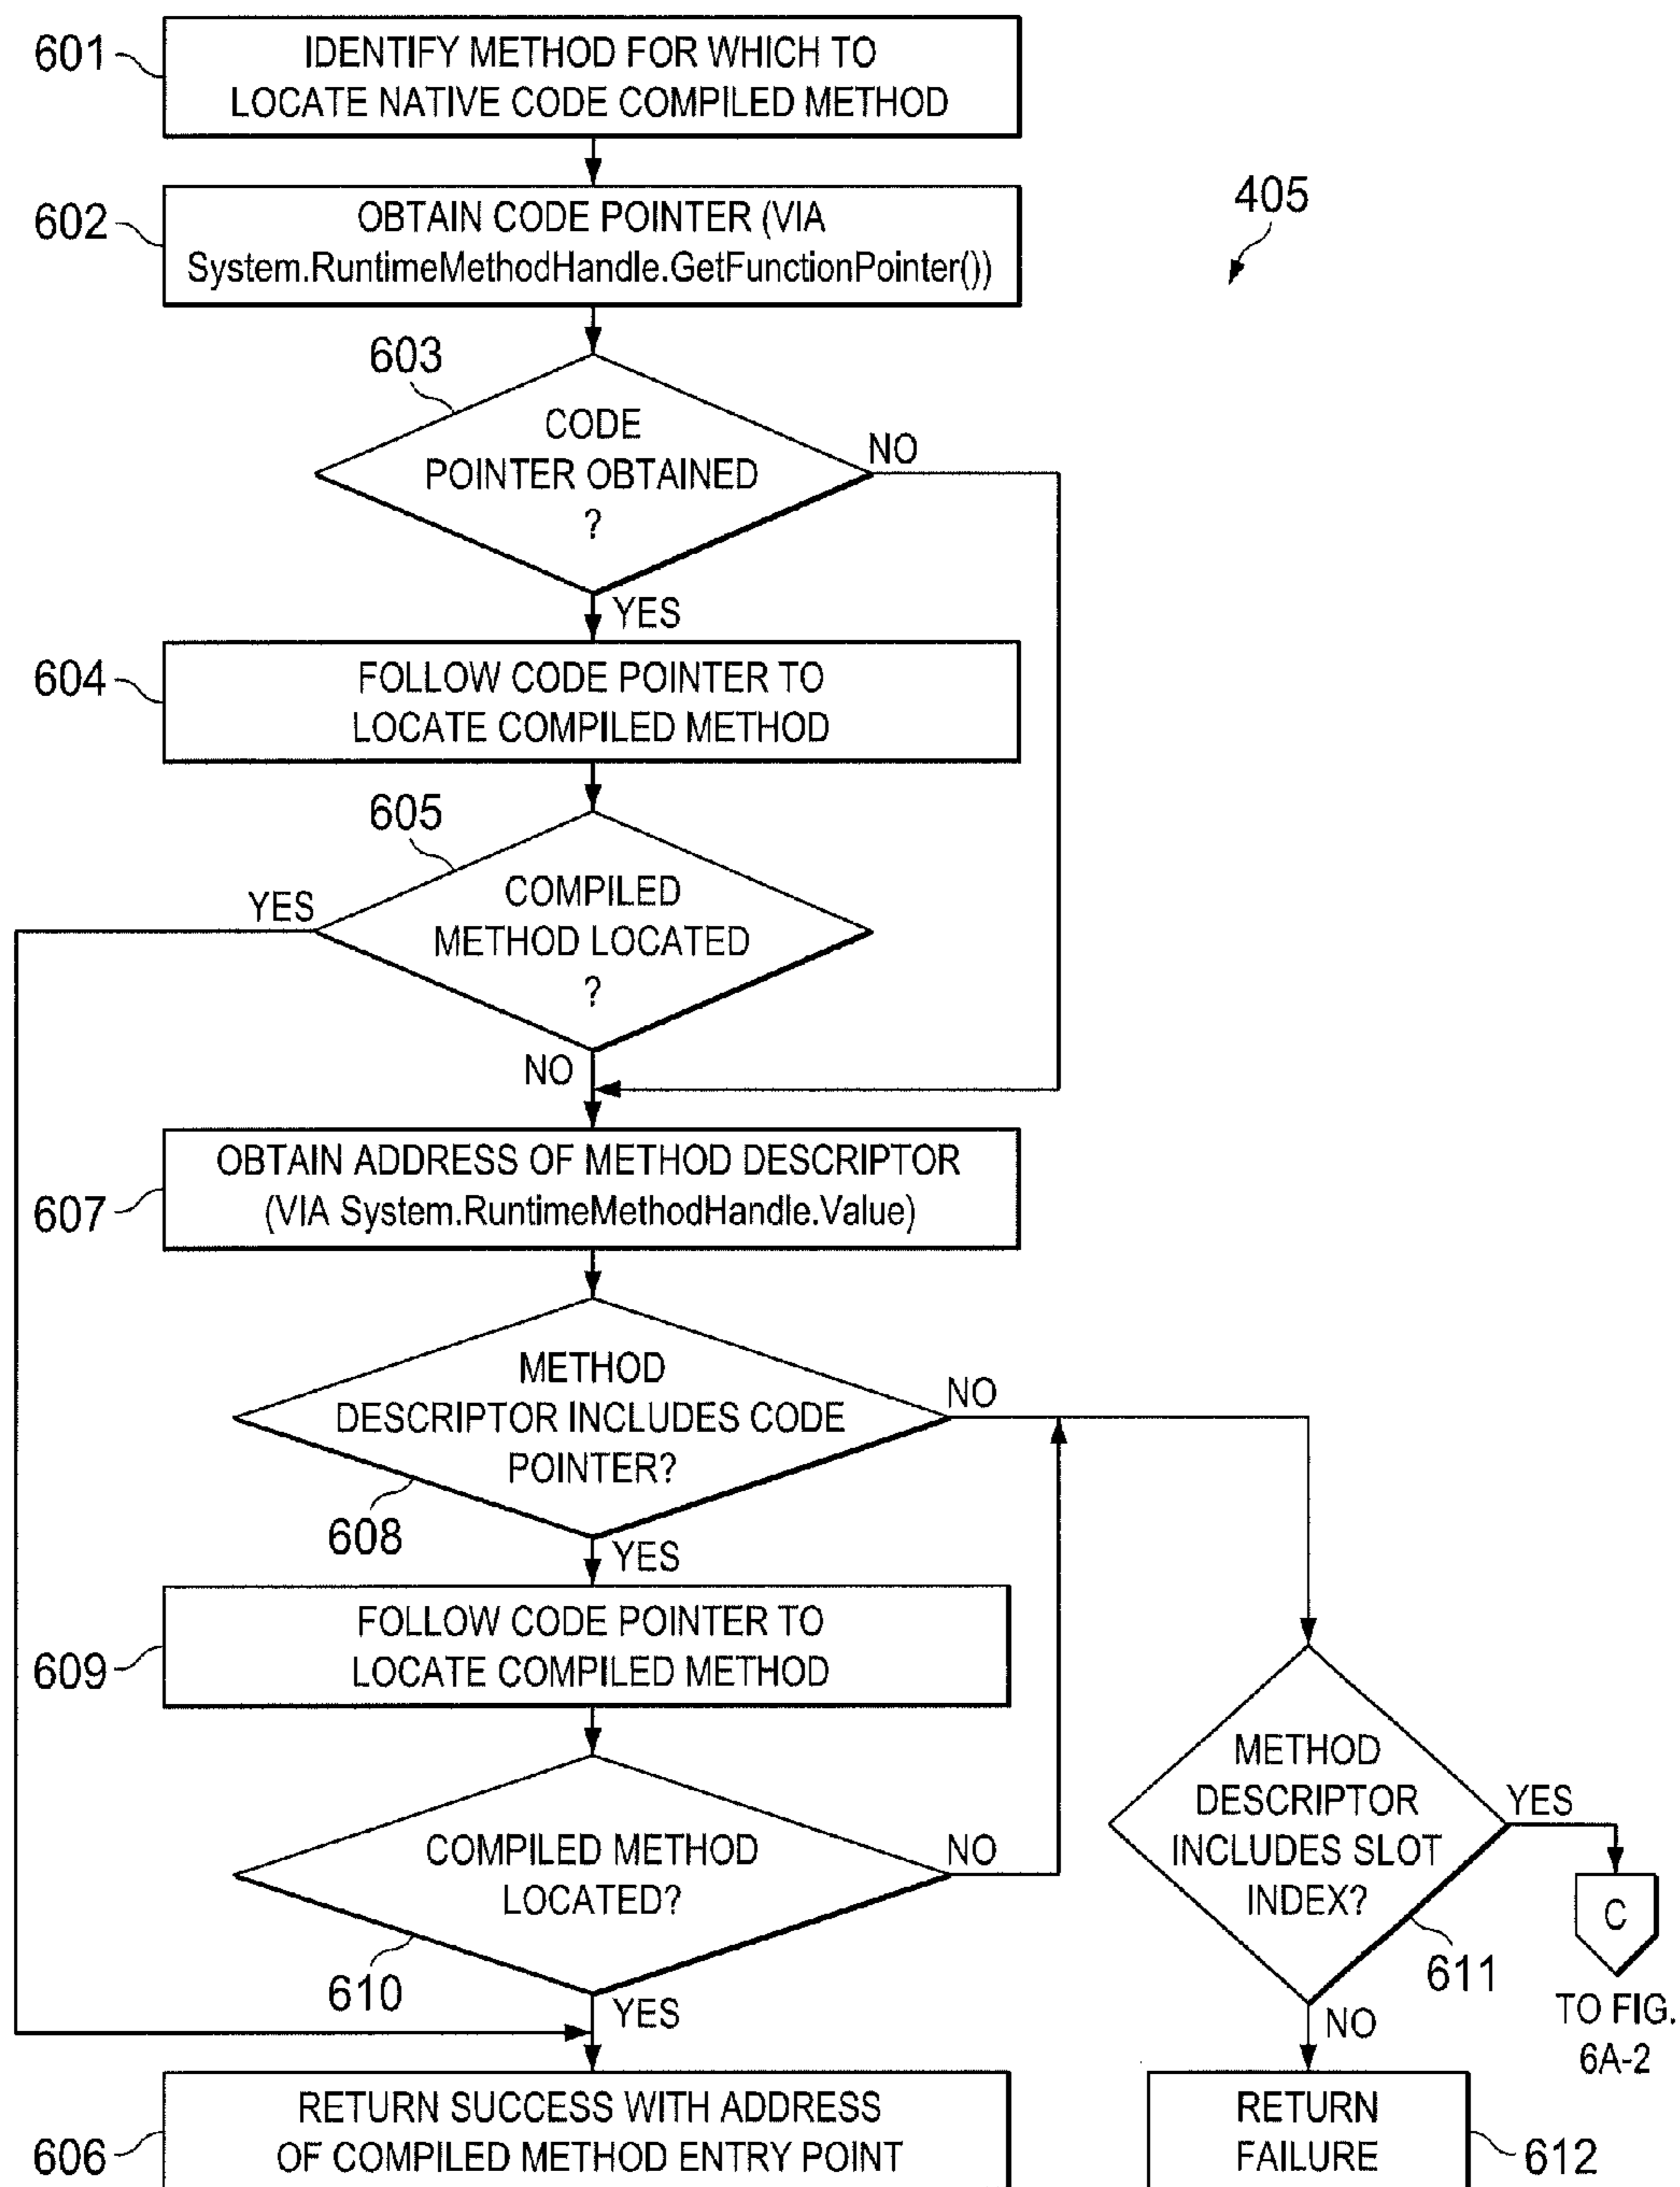 601
IDENTIFY METHOD FOR WHICH TO
LOCATE NATIVE CODE COMPILED METHOD
602
OBTAIN CODE POINTER (VIA
System.RuntimeMethodHandle.GetFunctionPointer())
405
603
CODE
POINTER OBTAINED
?
NO
YES
604
FOLLOW CODE POINTER TO
LOCATE COMPILED METHOD
605
YES
COMPILED
METHOD LOCATED
?
NO
607
OBTAIN ADDRESS OF METHOD DESCRIPTOR
(VIA System.RuntimeMethodHandle.Value)
METHOD
DESCRIPTOR INCLUDES CODE
POINTER?
NO
608
YES
609
FOLLOW CODE POINTER TO
LOCATE COMPILED METHOD
COMPILED METHOD
LOCATED?
NO
610
YES
METHOD
DESCRIPTOR
INCLUDES SLOT
INDEX?
YES
611
C
TO FIG.
6A-2
NO
606
RETURN SUCCESS WITH ADDRESS
OF COMPILED METHOD ENTRY POINT
RETURN
FAILURE
612